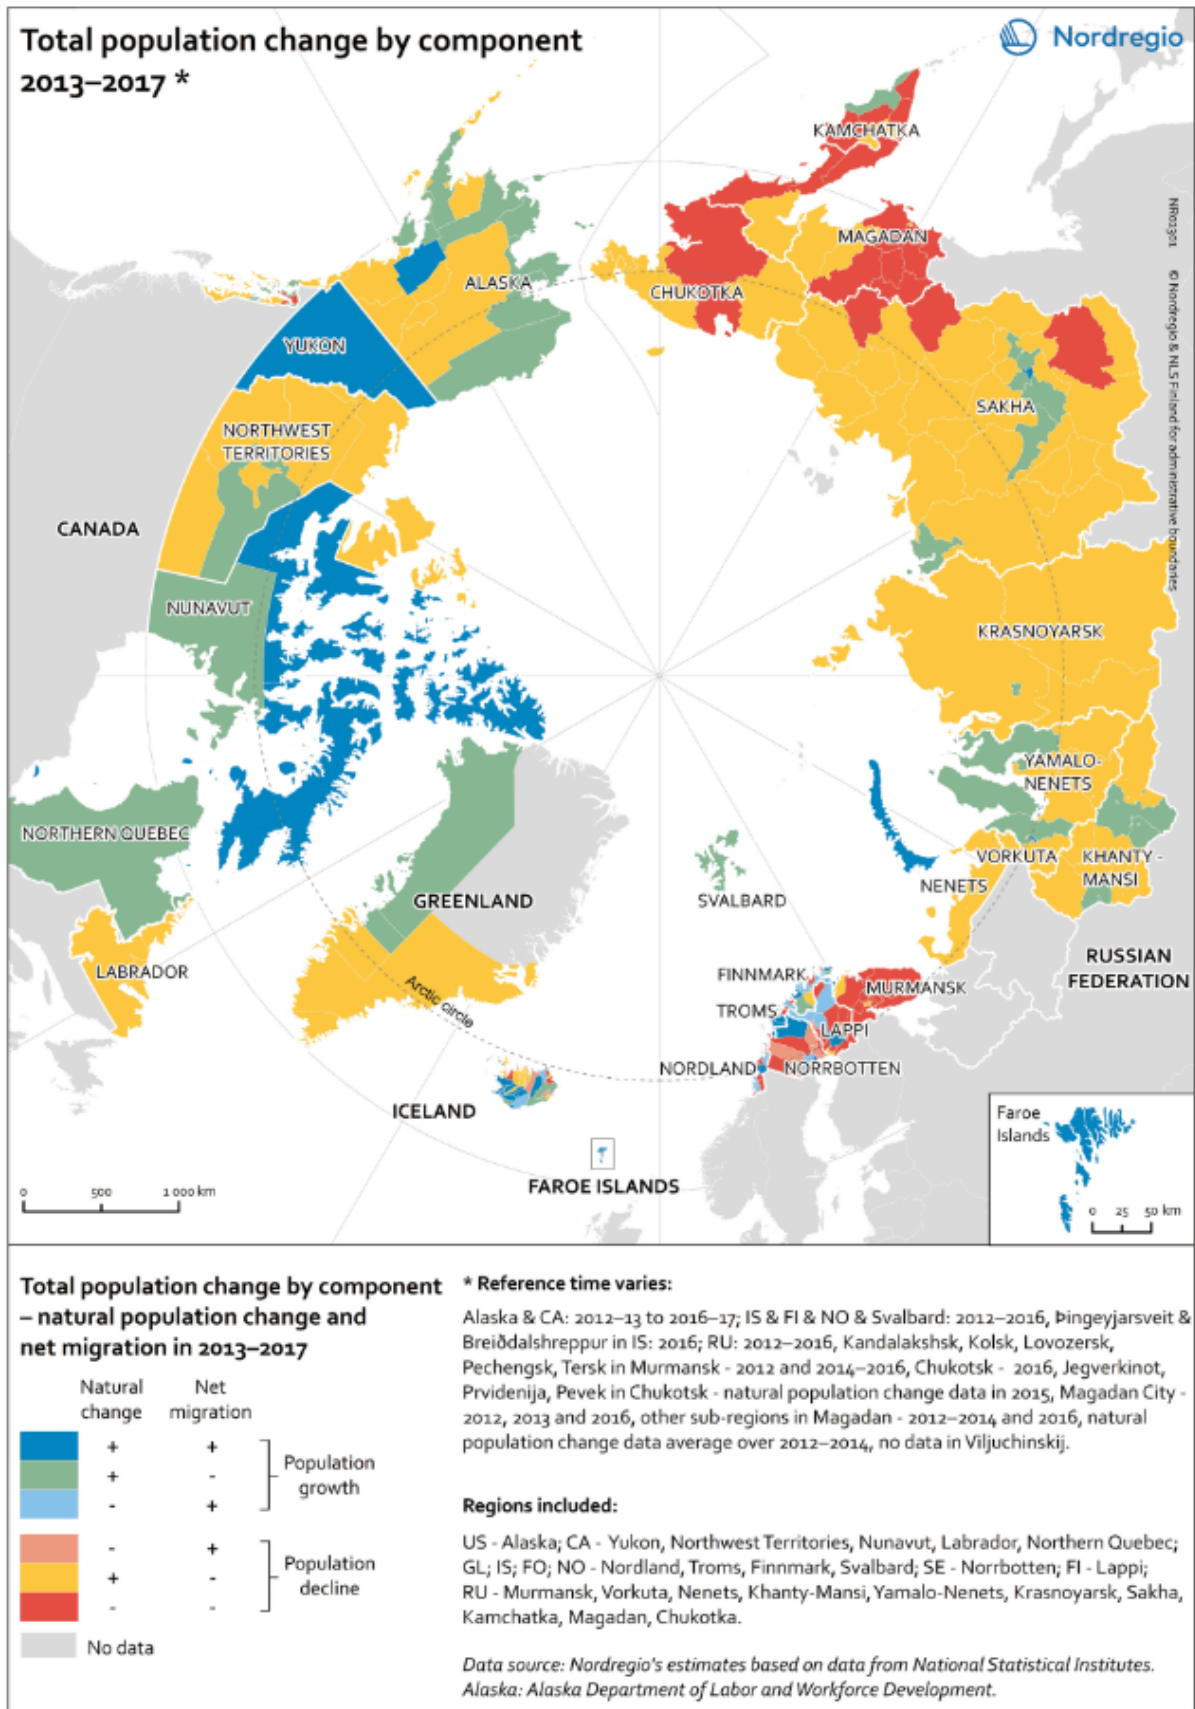 Total population change by component
2013–2017 *
Nordregio
KAMCHATKA
MAGADAN
CHUKOTKA
ALASKA
YUKON
SAKHA
NORTHWEST
TERRITORIES
CANADA
NUNAVUT
KRASNOYARSK
YAMALO-
NENETS
NORTHERN QUEBEC
VORKUTA
KHANTY -
MANSI
NENETS
GREENLAND
SVALBARD
LABRADOR
RUSSIAN
FEDERATION
Arctic circle
FINNMARK
MURMANSK
TROMS
LAPPI
NORDLAND
NORRBOTTEN
ICELAND
FAROE ISLANDS
Faroe
Islands
0 25 50 km
0 500 1 000 km
NR01301 © Nordregio & NLS Finland for administrative boundaries
Total population change by component
– natural population change and
net migration in 2013–2017
Natural Net
change migration
+ +
+ -
- +
Population
growth
- +
+ -
- -
Population
decline
No data
* Reference time varies:
Alaska & CA: 2012–13 to 2016–17; IS & FI & NO & Svalbard: 2012–2016, Þingeyjarsveit &
Breiðdalshreppur in IS: 2016; RU: 2012–2016, Kandalakshsk, Kolsk, Lovozersk,
Pechengsk, Tersk in Murmansk - 2012 and 2014–2016, Chukotsk - 2016, Jegverkinot,
Prvidenija, Pevek in Chukotsk - natural population change data in 2015, Magadan City -
2012, 2013 and 2016, other sub-regions in Magadan - 2012–2014 and 2016, natural
population change data average over 2012–2014, no data in Viljuchinskij.
Regions included:
US - Alaska; CA - Yukon, Northwest Territories, Nunavut, Labrador, Northern Quebec;
GL; IS; FO; NO - Nordland, Troms, Finnmark, Svalbard; SE - Norrbotten; FI - Lappi;
RU - Murmansk, Vorkuta, Nenets, Khanty-Mansi, Yamalo-Nenets, Krasnoyarsk, Sakha,
Kamchatka, Magadan, Chukotka.
Data source: Nordregio's estimates based on data from National Statistical Institutes.
Alaska: Alaska Department of Labor and Workforce Development.